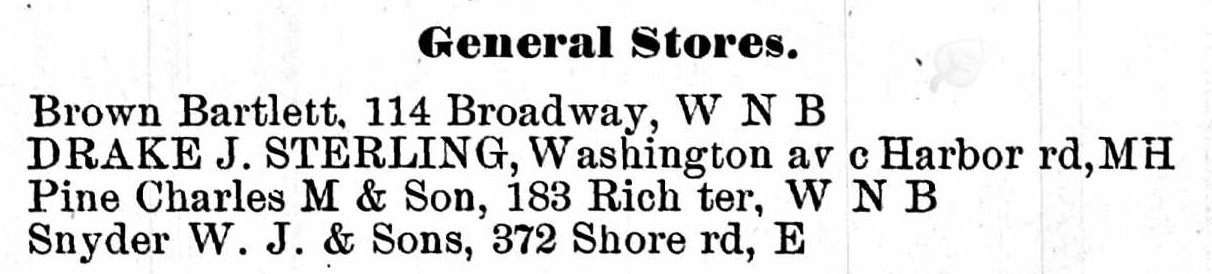 General Stores.
Brown Bartlett, 114 Broadway, W N B
DRAKE J. STERLING, Washington av c Harbor rd, MH
Pine Charles M & Son, 183 Rich ter, W N B
Snyder W. J. & Sons, 372 Shore rd, E